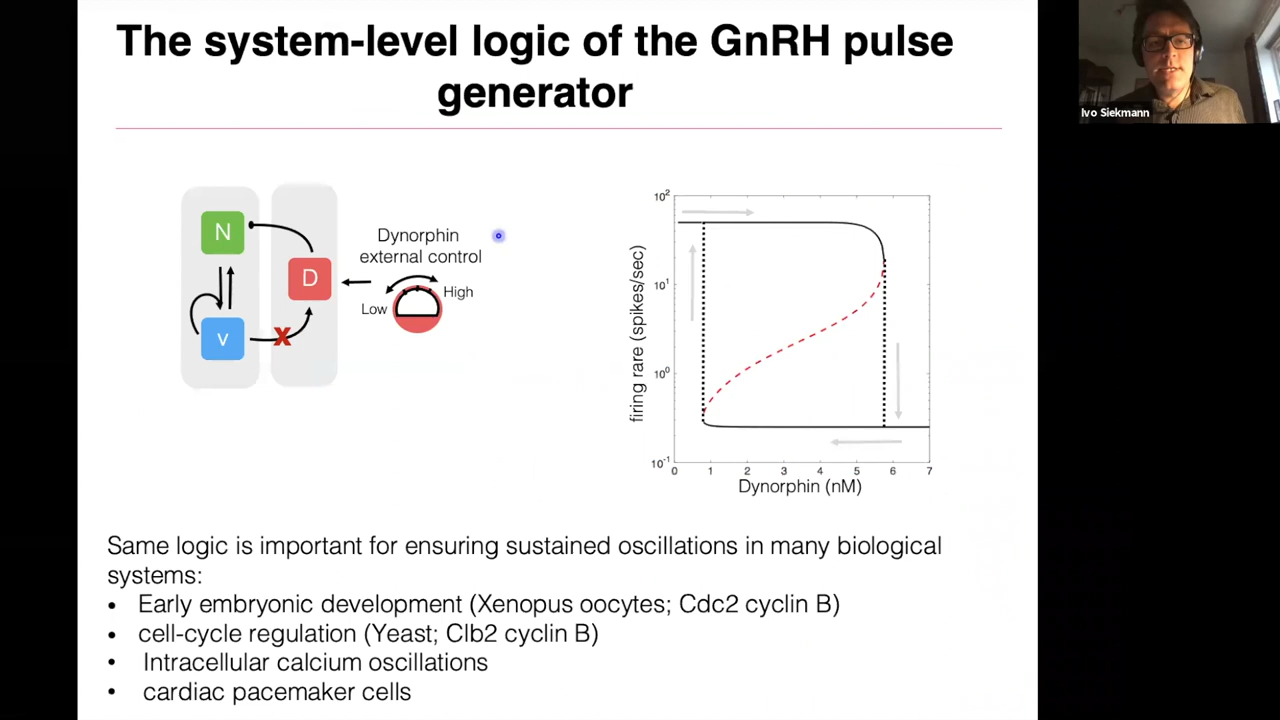 The system-level logic of the GnRH pulse
generator
Ivo Siekmann
N
D
v
X
Dynorphin
external control
Low
High
firing rare (spikes/sec)
10²
10¹
10⁰
10⁻¹
0 1 2 3 4 5 6 7
Dynorphin (nM)
Same logic is important for ensuring sustained oscillations in many biological
systems:
• Early embryonic development (Xenopus oocytes; Cdc2 cyclin B)
• cell-cycle regulation (Yeast; Clb2 cyclin B)
• Intracellular calcium oscillations
• cardiac pacemaker cells